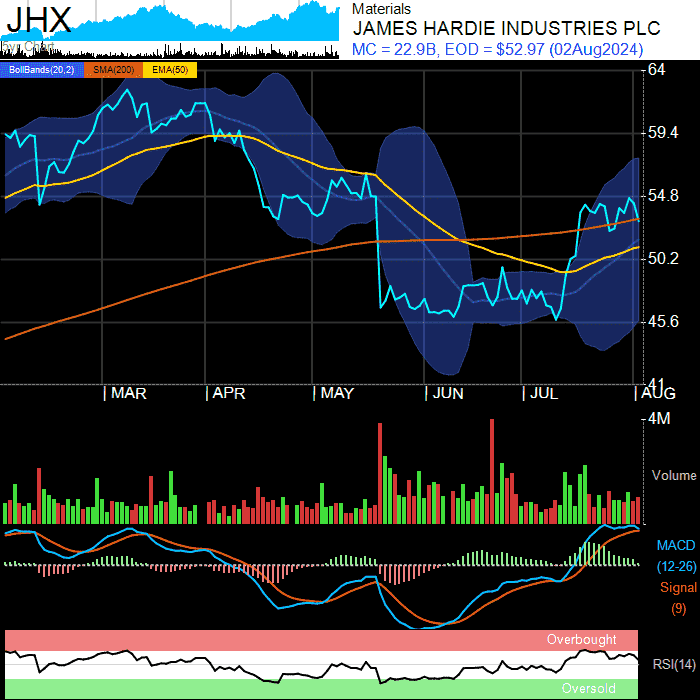 JHX
Materials
JAMES HARDIE INDUSTRIES PLC
MC = 22.9B, EOD = $52.97 (02Aug2024)
BollBands(20,2) SMA(200) EMA(50)
64
59.4
54.8
50.2
45.6
41
MAR APR MAY JUN JUL AUG
4M
Volume
MACD
(12-26)
Signal
(9)
Overbought
RSI(14)
Oversold